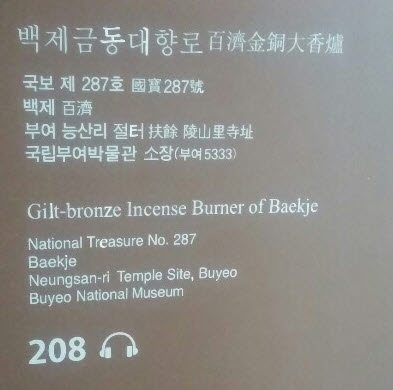 백제금동대향로 百濟金銅大香爐
국보 제 287호 國寶287號
백제 百濟
부여 능산리 절터 扶餘 陵山里寺址
국립부여박물관 소장(부여 5333)
Gilt-bronze Incense Burner of Baekje
National Treasure No. 287
Baekje
Neungsan-ri Temple Site, Buyeo
Buyeo National Museum
208